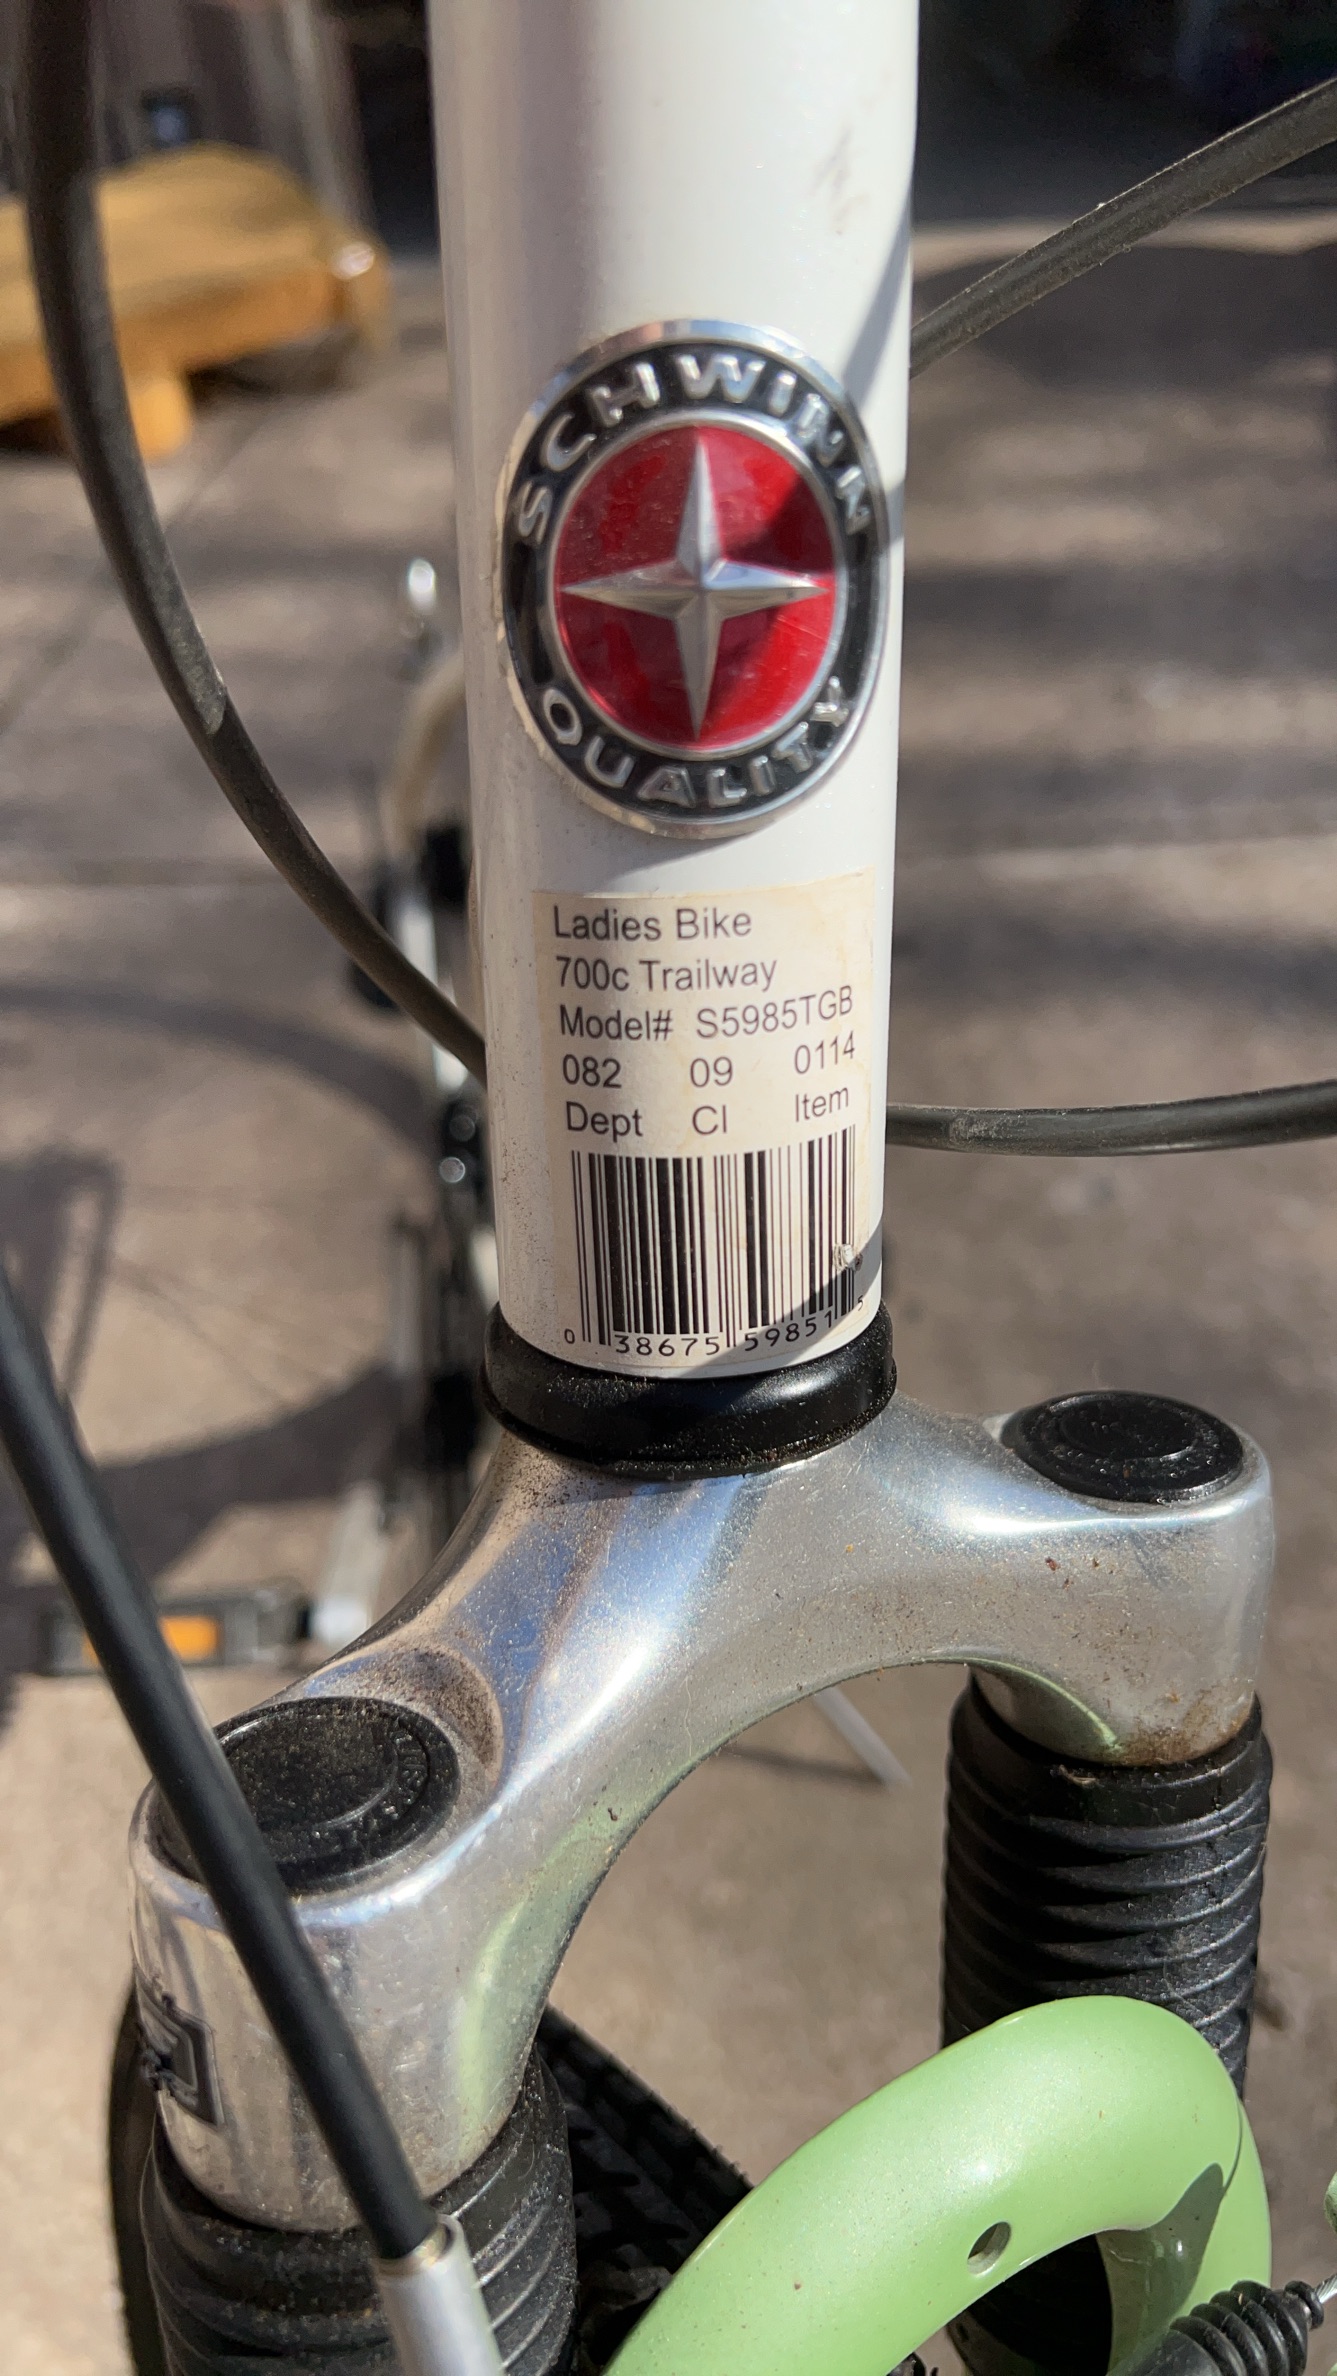 SCHWINN
QUALITY
Ladies Bike
700c Trailway
Model# S5985TGB
082 09 0114
Dept Cl Item
0 38675 59851 5